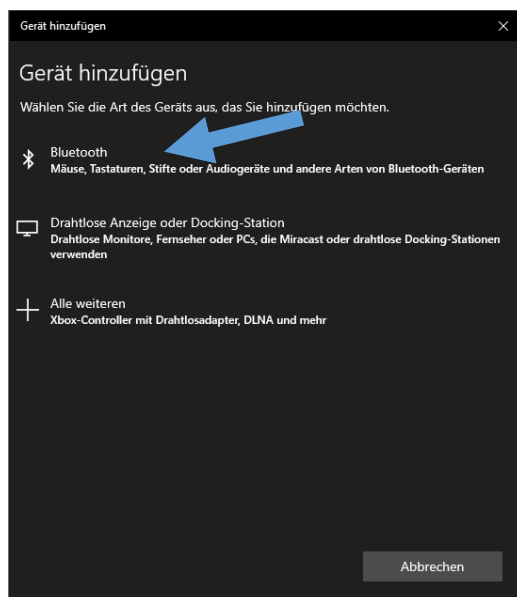 Gerät hinzufügen
Gerät hinzufügen
Wählen Sie die Art des Geräts aus, das Sie hinzufügen möchten.
Bluetooth
Mäuse, Tastaturen, Stifte oder Audiogeräte und andere Arten von Bluetooth-Geräten
Drahtlose Anzeige oder Docking-Station
Drahtlose Monitore, Fernseher oder PCs, die Miracast oder drahtlose Docking-Stationen
verwenden
Alle weiteren
Xbox-Controller mit Drahtlosadapter, DLNA und mehr
Abbrechen